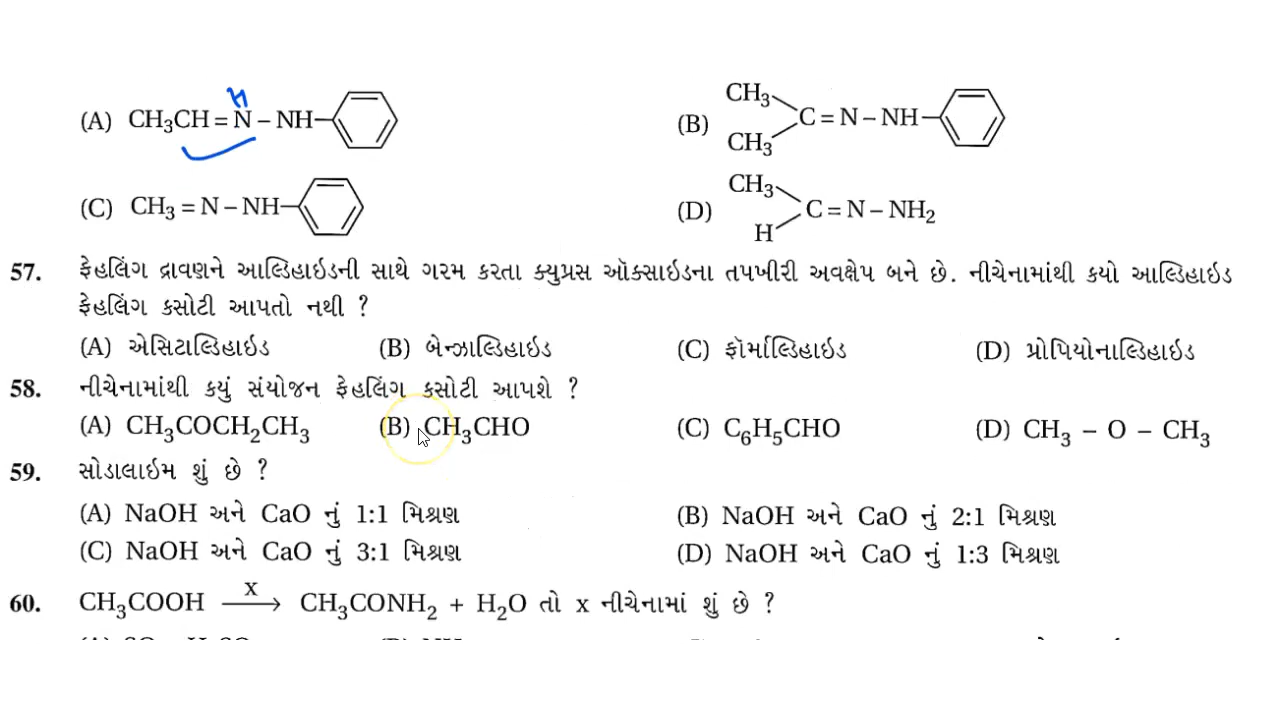 (A) CH₃CH = N – NH–
H
(B) CH₃ CH₃ C = N – NH–
(C) CH₃ = N – NH–
(D) CH₃ H C = N – NH₂
57. ફેહલિંગ દ્રાવણને આલ્ડિહાઇડની સાથે ગરમ કરતા ક્યુપ્રસ ઑક્સાઇડના તપખીરી અવક્ષેપ બને છે. નીચેનામાંથી કયો આલ્ડિહાઇડ
ફેહલિંગ કસોટી આપતો નથી ?
(A) એસિટાલ્ડિહાઇડ (B) બેન્ઝાલ્ડિહાઇડ (C) ફૉર્માલ્ડિહાઇડ (D) પ્રોપિયોનાલ્ડિહાઇડ
58. નીચેનામાંથી કયું સંયોજન ફેહલિંગ કસોટી આપશે ?
(A) CH₃COCH₂CH₃ (B) CH₃CHO (C) C₆H₅CHO (D) CH₃ – O – CH₃
59. સોડાલાઇમ શું છે ?
(A) NaOH અને CaO નું 1:1 મિશ્રણ (B) NaOH અને CaO નું 2:1 મિશ્રણ
(C) NaOH અને CaO નું 3:1 મિશ્રણ (D) NaOH અને CaO નું 1:3 મિશ્રણ
60. CH₃COOH X ⟶ CH₃CONH₂ + H₂O તો x નીચેનામાં શું છે ?